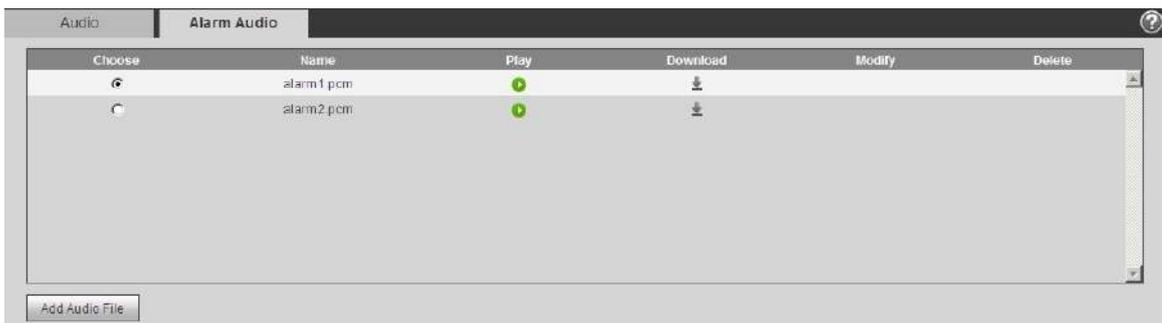 Audio Alarm Audio ?
Choose Name Play Download Modify Delete
alarm1.pcm
alarm2.pcm
Add Audio File